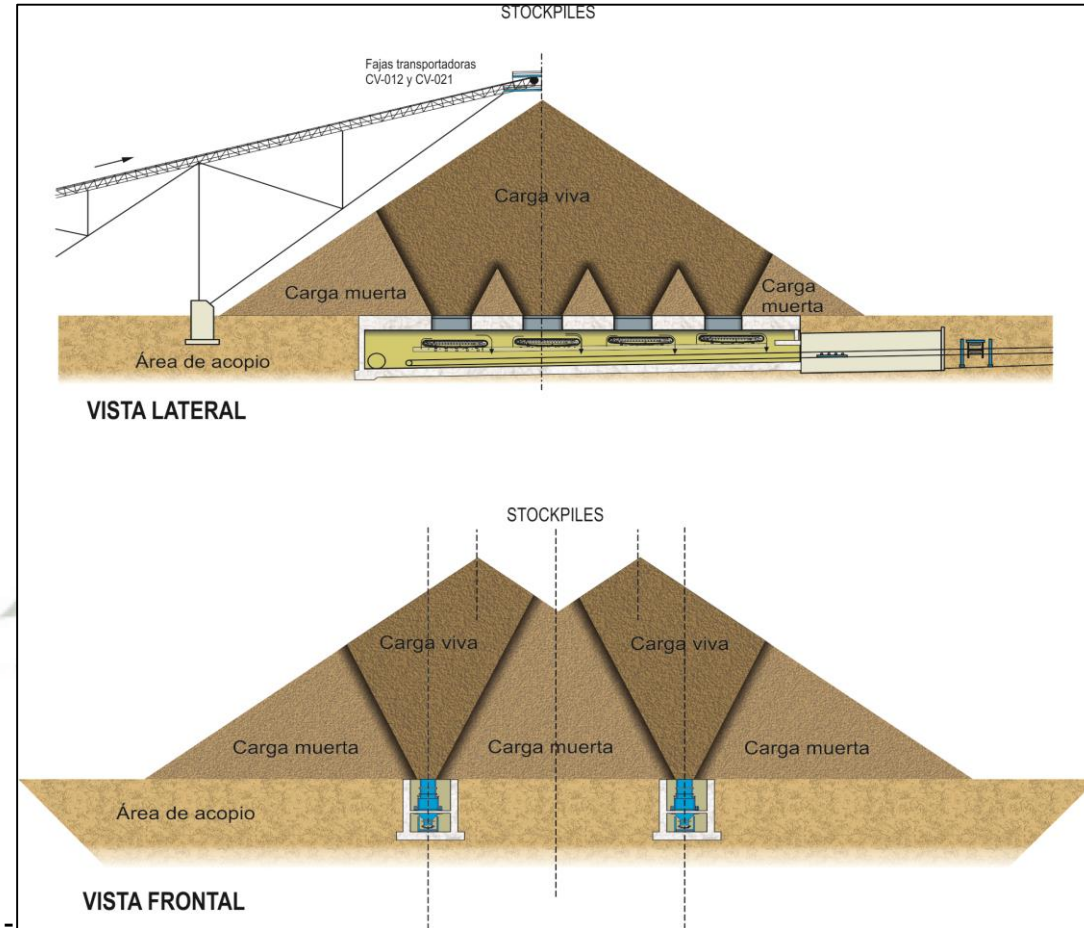 STOCKPILES
Fajas transportadoras
CV-012 y CV-021
Carga viva
Carga muerta
Carga
muerta
Área de acopio
VISTA LATERAL
STOCKPILES
Carga viva
Carga viva
Carga muerta
Carga muerta
Carga muerta
Área de acopio
VISTA FRONTAL